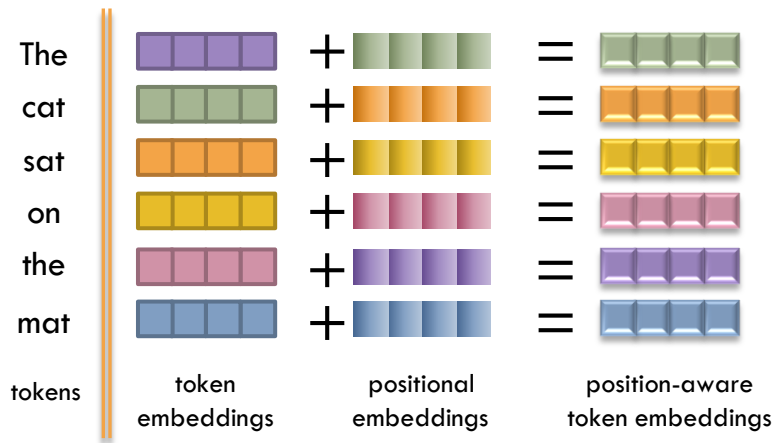 The + =
cat + =
sat + =
on + =
the + =
mat + =
tokens
token
embeddings
positional
embeddings
position-aware
token embeddings